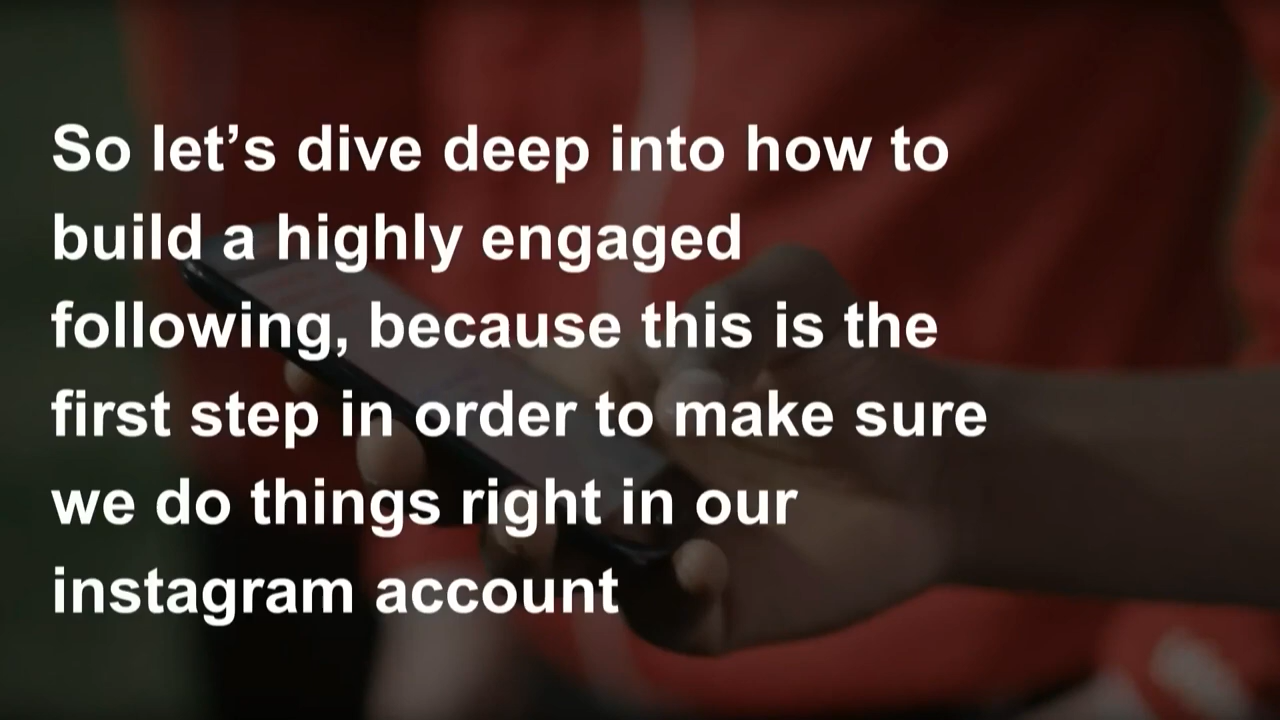 So let’s dive deep into how to
build a highly engaged
following, because this is the
first step in order to make sure
we do things right in our
instagram account